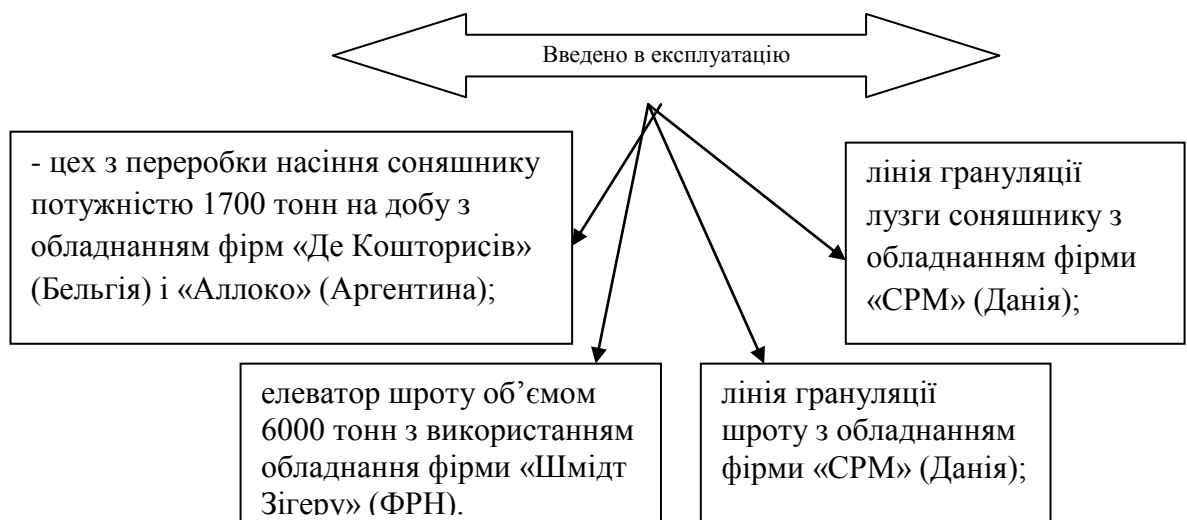 Введено в експлуатацію
- цех з переробки насіння соняшнику
потужністю 1700 тонн на добу з
обладнанням фірм «Де Кошторисів»
(Бельгія) і «Аллоко» (Аргентина);
лінія грануляції
лузги соняшнику з
обладнанням фірми
«СРМ» (Данія);
елеватор шроту об’ємом
6000 тонн з використанням
обладнання фірми «Шмідт
Зігеру» (ФРН).
лінія грануляції
шроту з обладнанням
фірми «СРМ» (Данія);